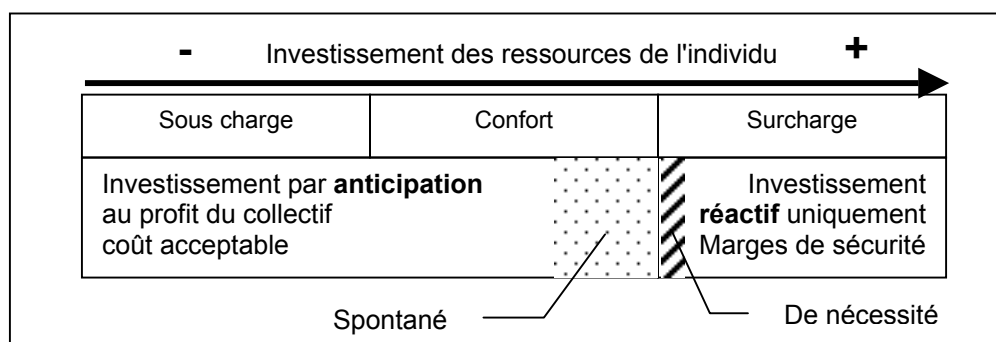 - Investissement des ressources de l'individu +
Sous charge Confort Surcharge
Investissement par anticipation
au profit du collectif
coût acceptable
Investissement
réactif uniquement
Marges de sécurité
Spontané
De nécessité